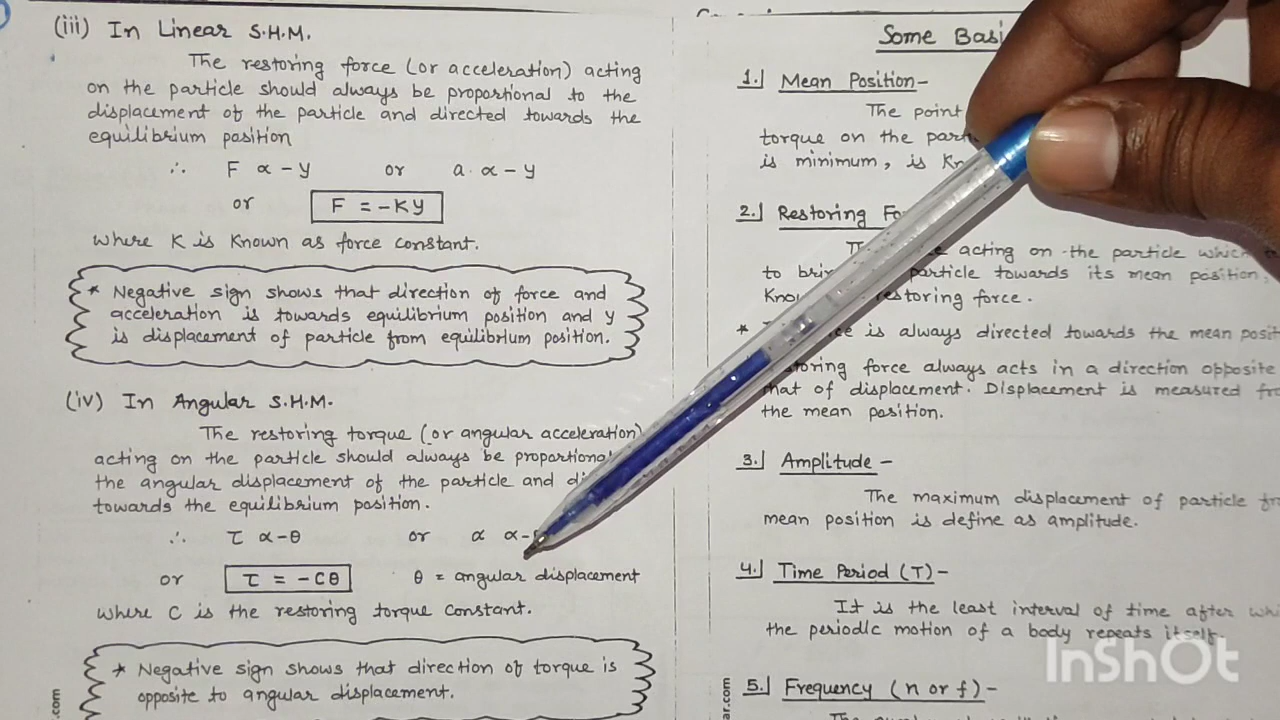 (iii) In Linear S.H.M.
The restoring force (or acceleration) acting
on the particle should always be proportional to the
displacement of the particle and directed towards the
equilibrium position
∴ F α -y or a α -y
or F = -Ky
where K is known as force constant.
* Negative sign shows that direction of force and
acceleration is towards equilibrium position and y
is displacement of particle from equilibrium position.
(iv) In Angular S.H.M.
The restoring torque (or angular acceleration)
acting on the particle should always be
the angular displacement of the particle and
towards the equilibrium position.
∴ τ α -θ or α α -
or τ = -Cθ θ = angular displacement
where C is the restoring torque constant.
* Negative sign shows that direction of torque is
opposite to angular displacement.
.com
Some
1.] Mean Position-
The point
torque on the
is minimum, is
2.] Restoring
acting on the particle
to particle towards its mean position,
restoring force.
* is always directed towards the mean
force always acts in a direction opposite
that of displacement. Displacement is measured
the mean position.
3.] Amplitude -
The maximum displacement of particle
mean position is define as amplitude.
4.] Time Period (T)-
It is the least interval of time after
the periodic motion of a body repeats itself.
InShOt
5.] Frequency (n or f)-
ar.com